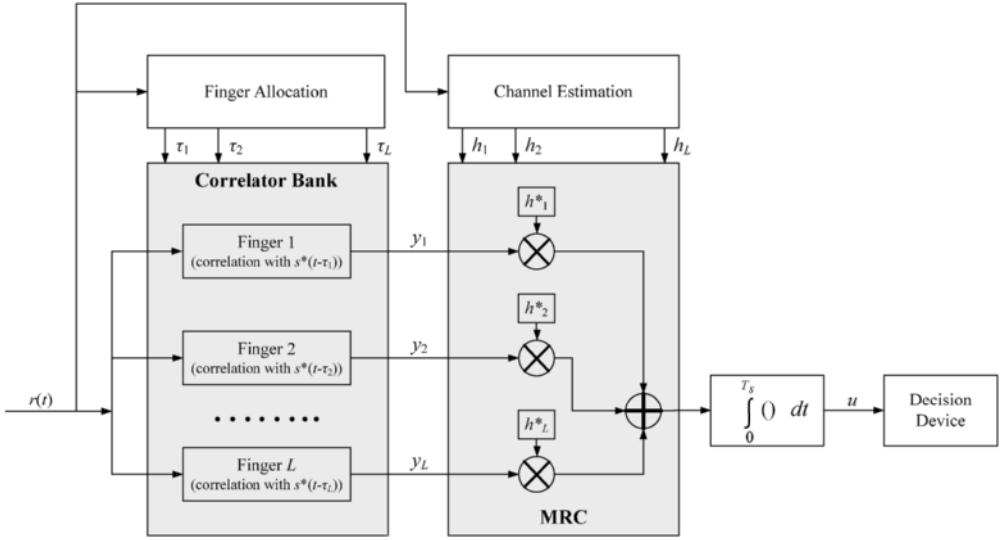 Finger Allocation
Channel Estimation
τ1 τ2 τL
h1 h2 hL
Correlator Bank
h*1
Finger 1
(correlation with s*(t-τ1))
y1
h*2
Finger 2
(correlation with s*(t-τ2))
y2
r(t)
Ts
∫ () dt
0
u
Decision
Device
h*L
Finger L
(correlation with s*(t-τL))
yL
MRC